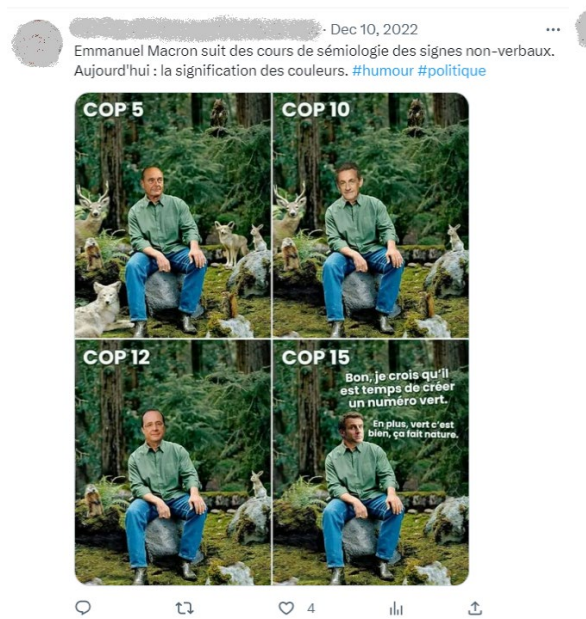 · Dec 10, 2022
Emmanuel Macron suit des cours de sémiologie des signes non-verbaux.
Aujourd'hui : la signification des couleurs. #humour #politique
COP 5
COP 10
COP 12
COP 15
Bon, je crois qu'il
est temps de créer
un numéro vert.
En plus, vert c'est
bien, ça fait nature.
4